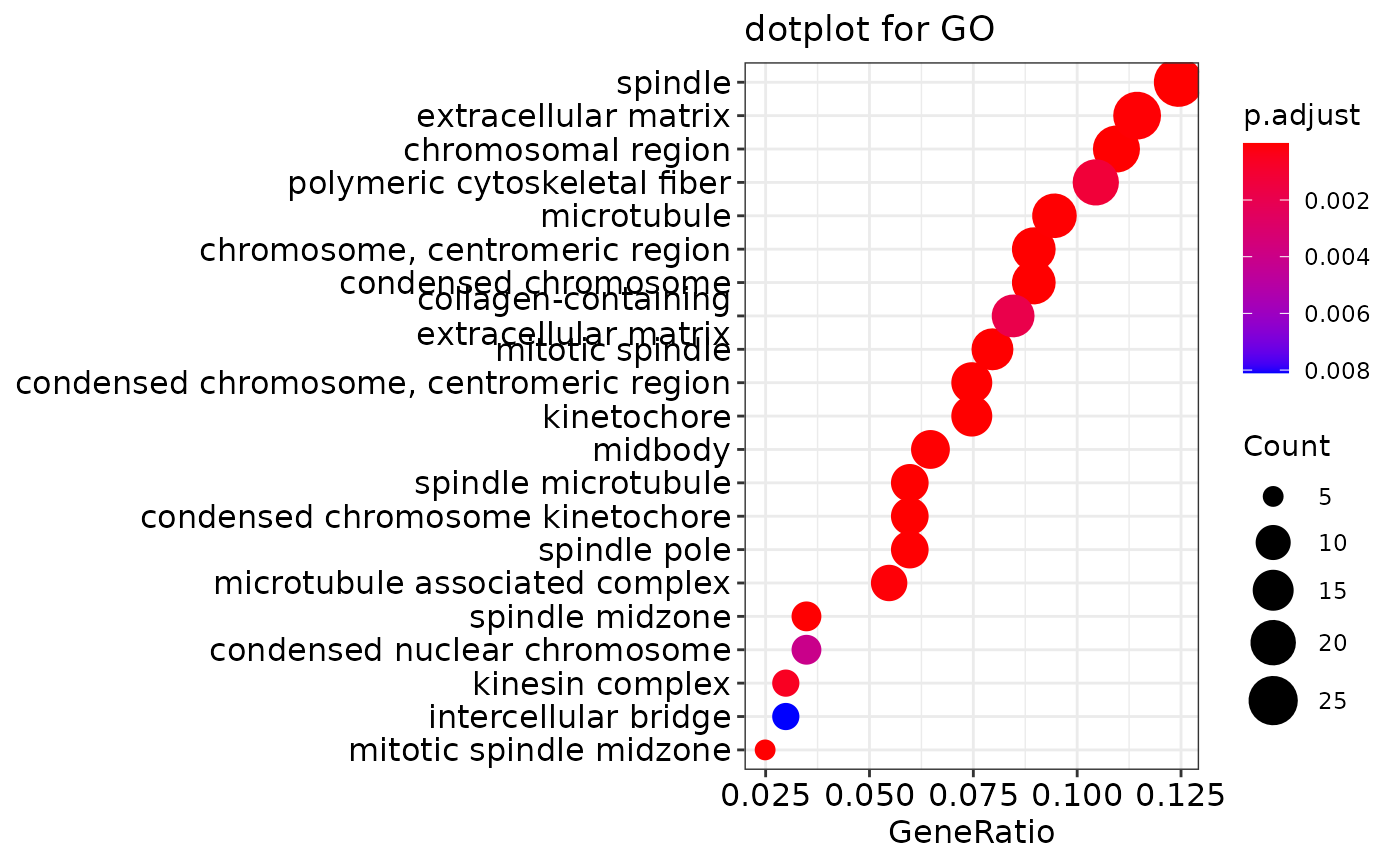 dotplot for GO
spindle
extracellular matrix
chromosomal region
polymeric cytoskeletal fiber
microtubule
chromosome, centromeric region
condensed chromosome
collagen-containing
extracellular matrix
mitotic spindle
condensed chromosome, centromeric region
kinetochore
midbody
spindle microtubule
condensed chromosome kinetochore
spindle pole
microtubule associated complex
spindle midzone
condensed nuclear chromosome
kinesin complex
intercellular bridge
mitotic spindle midzone
0.025 0.050 0.075 0.100 0.125
GeneRatio
p.adjust
0.002
0.004
0.006
0.008
Count
5
10
15
20
25